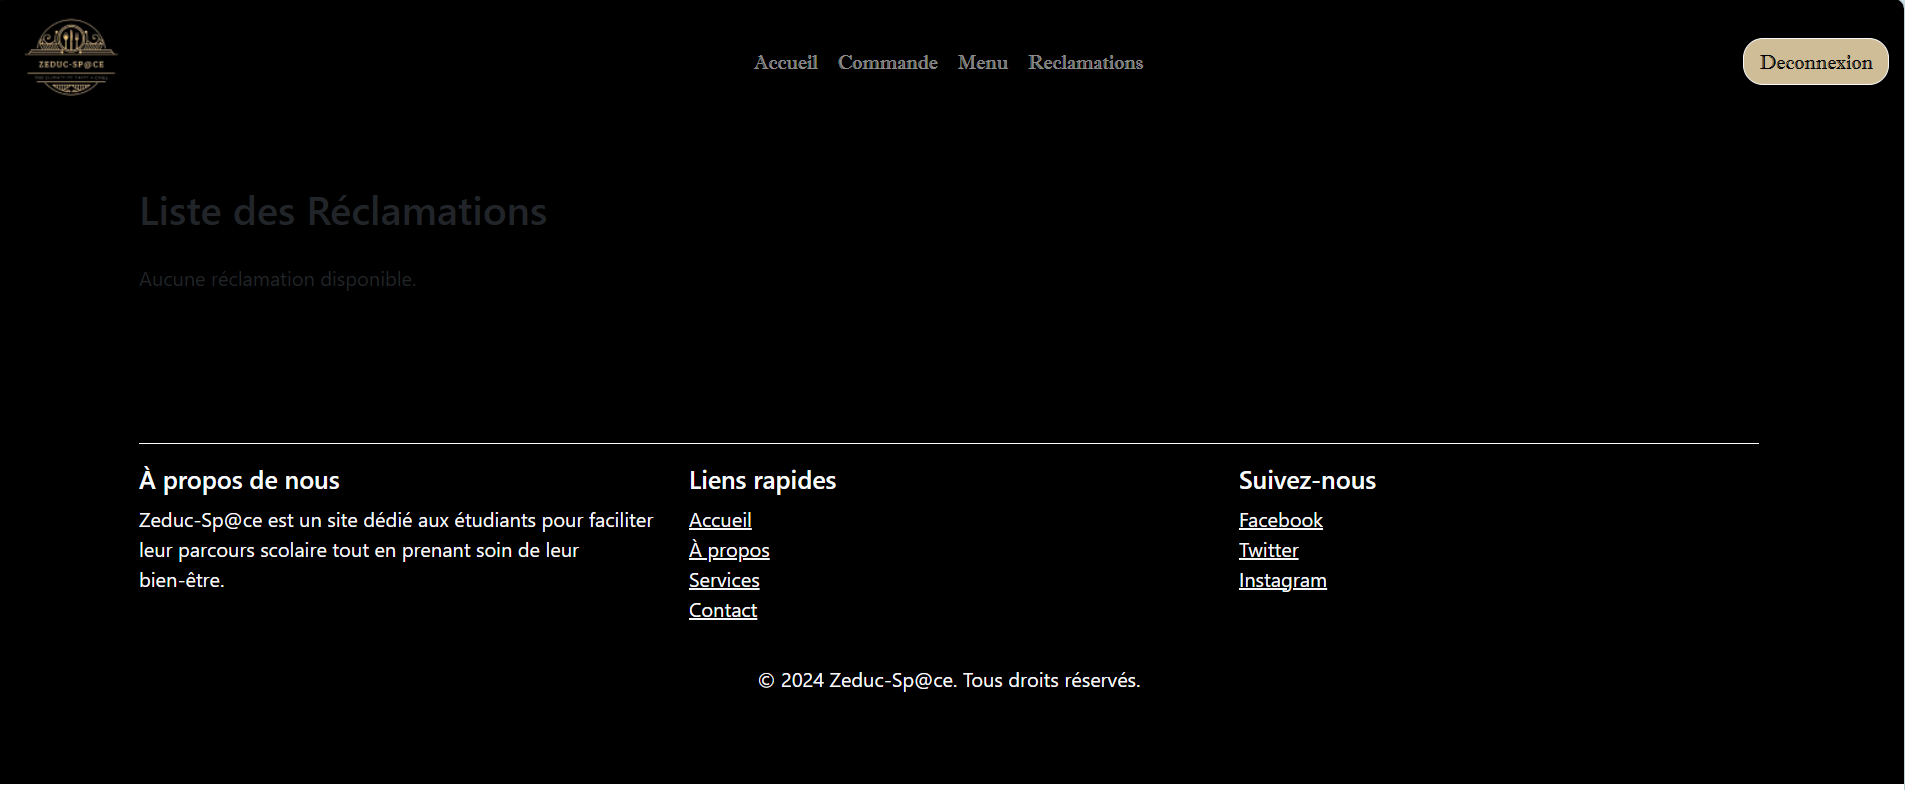 ZEDUC-SP@CE
Accueil Commande Menu Reclamations
Deconnexion
Liste des Réclamations
Aucune réclamation disponible.
À propos de nous
Zeduc-Sp@ce est un site dédié aux étudiants pour faciliter
leur parcours scolaire tout en prenant soin de leur
bien-être.
Liens rapides
Accueil
À propos
Services
Contact
Suivez-nous
Facebook
Twitter
Instagram
© 2024 Zeduc-Sp@ce. Tous droits réservés.